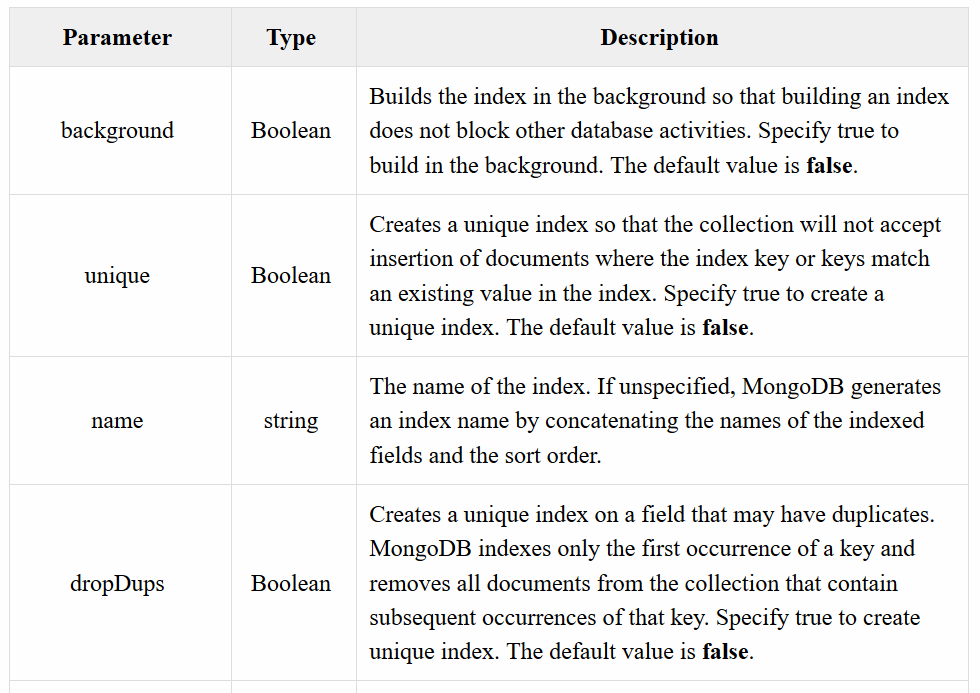 Parameter Type Description
background Boolean Builds the index in the background so that building an index
does not block other database activities. Specify true to
build in the background. The default value is false.
unique Boolean Creates a unique index so that the collection will not accept
insertion of documents where the index key or keys match
an existing value in the index. Specify true to create a
unique index. The default value is false.
name string The name of the index. If unspecified, MongoDB generates
an index name by concatenating the names of the indexed
fields and the sort order.
dropDups Boolean Creates a unique index on a field that may have duplicates.
MongoDB indexes only the first occurrence of a key and
removes all documents from the collection that contain
subsequent occurrences of that key. Specify true to create
unique index. The default value is false.